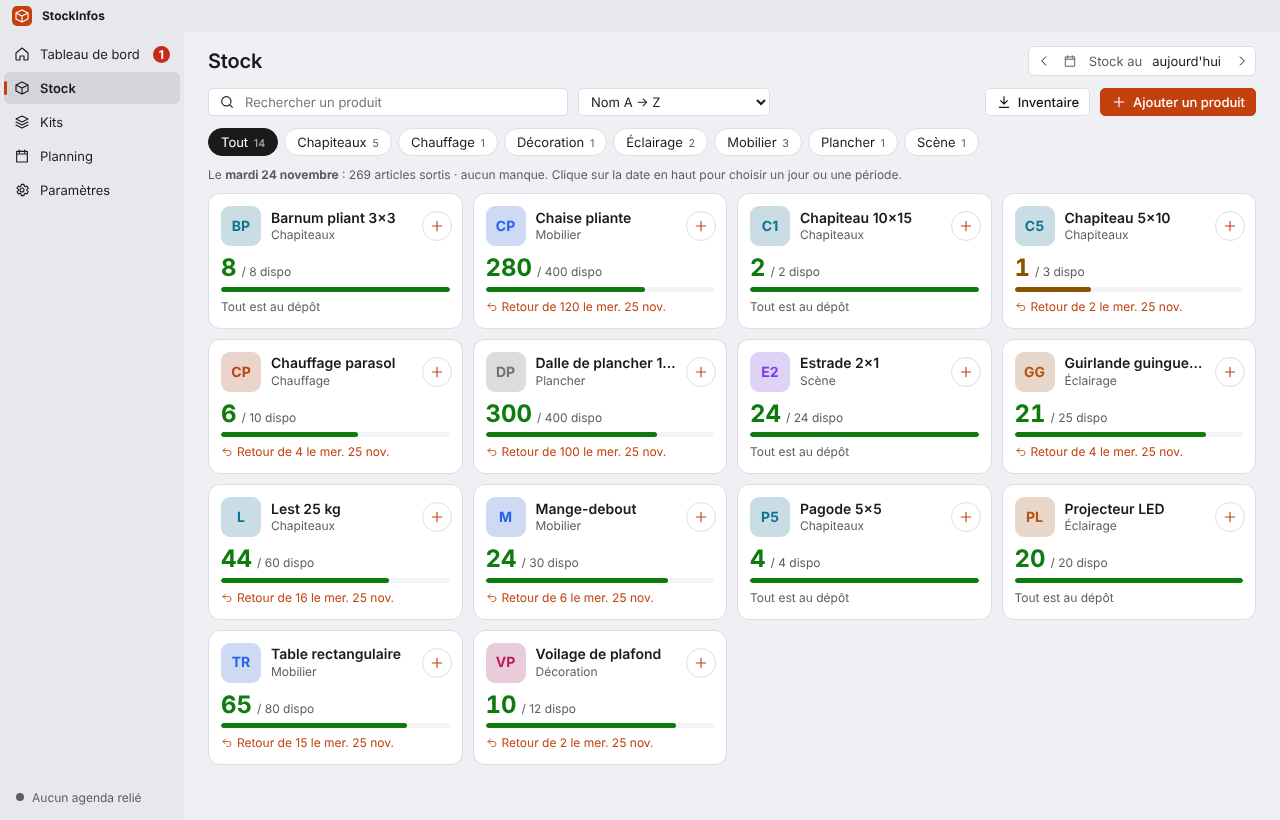 StockInfos
Tableau de bord 1
Stock
Kits
Planning
Paramètres
Aucun agenda relié
Stock
Stock au aujourd'hui
Rechercher un produit
Nom A → Z
Inventaire
Ajouter un produit
Tout 14
Chapiteaux 5
Chauffage 1
Décoration 1
Éclairage 2
Mobilier 3
Plancher 1
Scène 1
Le mardi 24 novembre : 269 articles sortis · aucun manque. Clique sur la date en haut pour choisir un jour ou une période.
BP
Barnum pliant 3×3
Chapiteaux
8 / 8 dispo
Tout est au dépôt
CP
Chaise pliante
Mobilier
280 / 400 dispo
Retour de 120 le mer. 25 nov.
C1
Chapiteau 10×15
Chapiteaux
2 / 2 dispo
Tout est au dépôt
C5
Chapiteau 5×10
Chapiteaux
1 / 3 dispo
Retour de 2 le mer. 25 nov.
CP
Chauffage parasol
Chauffage
6 / 10 dispo
Retour de 4 le mer. 25 nov.
DP
Dalle de plancher 1...
Plancher
300 / 400 dispo
Retour de 100 le mer. 25 nov.
E2
Estrade 2×1
Scène
24 / 24 dispo
Tout est au dépôt
GG
Guirlande guingue...
Éclairage
21 / 25 dispo
Retour de 4 le mer. 25 nov.
L
Lest 25 kg
Chapiteaux
44 / 60 dispo
Retour de 16 le mer. 25 nov.
M
Mange-debout
Mobilier
24 / 30 dispo
Retour de 6 le mer. 25 nov.
P5
Pagode 5×5
Chapiteaux
4 / 4 dispo
Tout est au dépôt
PL
Projecteur LED
Éclairage
20 / 20 dispo
Tout est au dépôt
TR
Table rectangulaire
Mobilier
65 / 80 dispo
Retour de 15 le mer. 25 nov.
VP
Voilage de plafond
Décoration
10 / 12 dispo
Retour de 2 le mer. 25 nov.